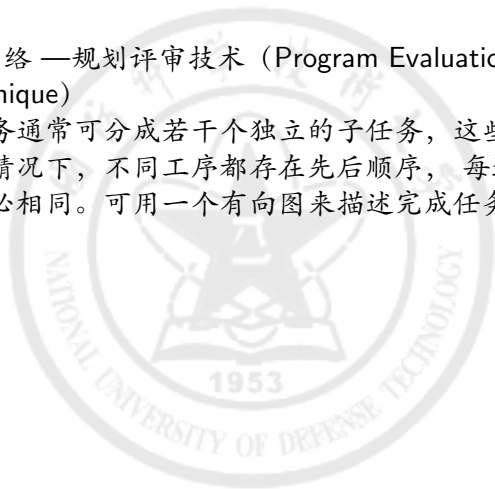 络 —规划评审技术（Program Evaluatio
nique）
务通常可分成若干个独立的子任务，这些
情况下，不同工序都存在先后顺序， 每
必相同。可用一个有向图来描述完成任务
NATIONAL UNIVERSITY OF DEFENSE TECHNOLOGY
1953